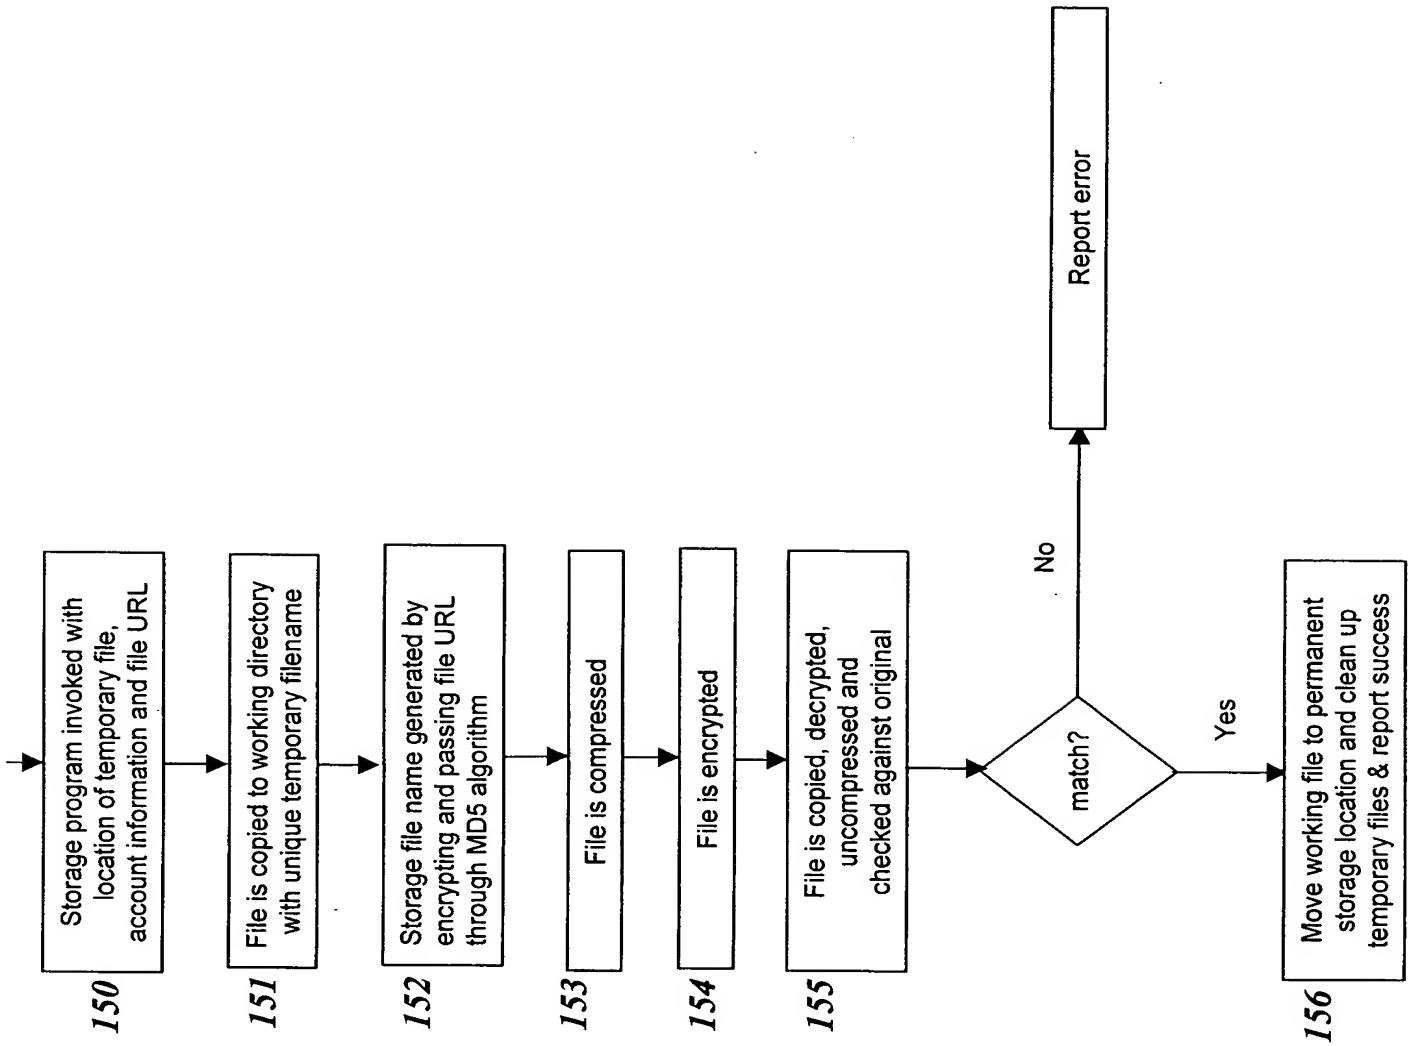 150
Storage program invoked with
location of temporary file,
account information and file URL
151
File is copied to working directory
with unique temporary filename
152
Storage file name generated by
encrypting and passing file URL
through MD5 algorithm
153
File is compressed
154
File is encrypted
155
File is copied, decrypted,
uncompressed and
checked against original
match?
No
Report error
Yes
156
Move working file to permanent
storage location and clean up
temporary files & report success